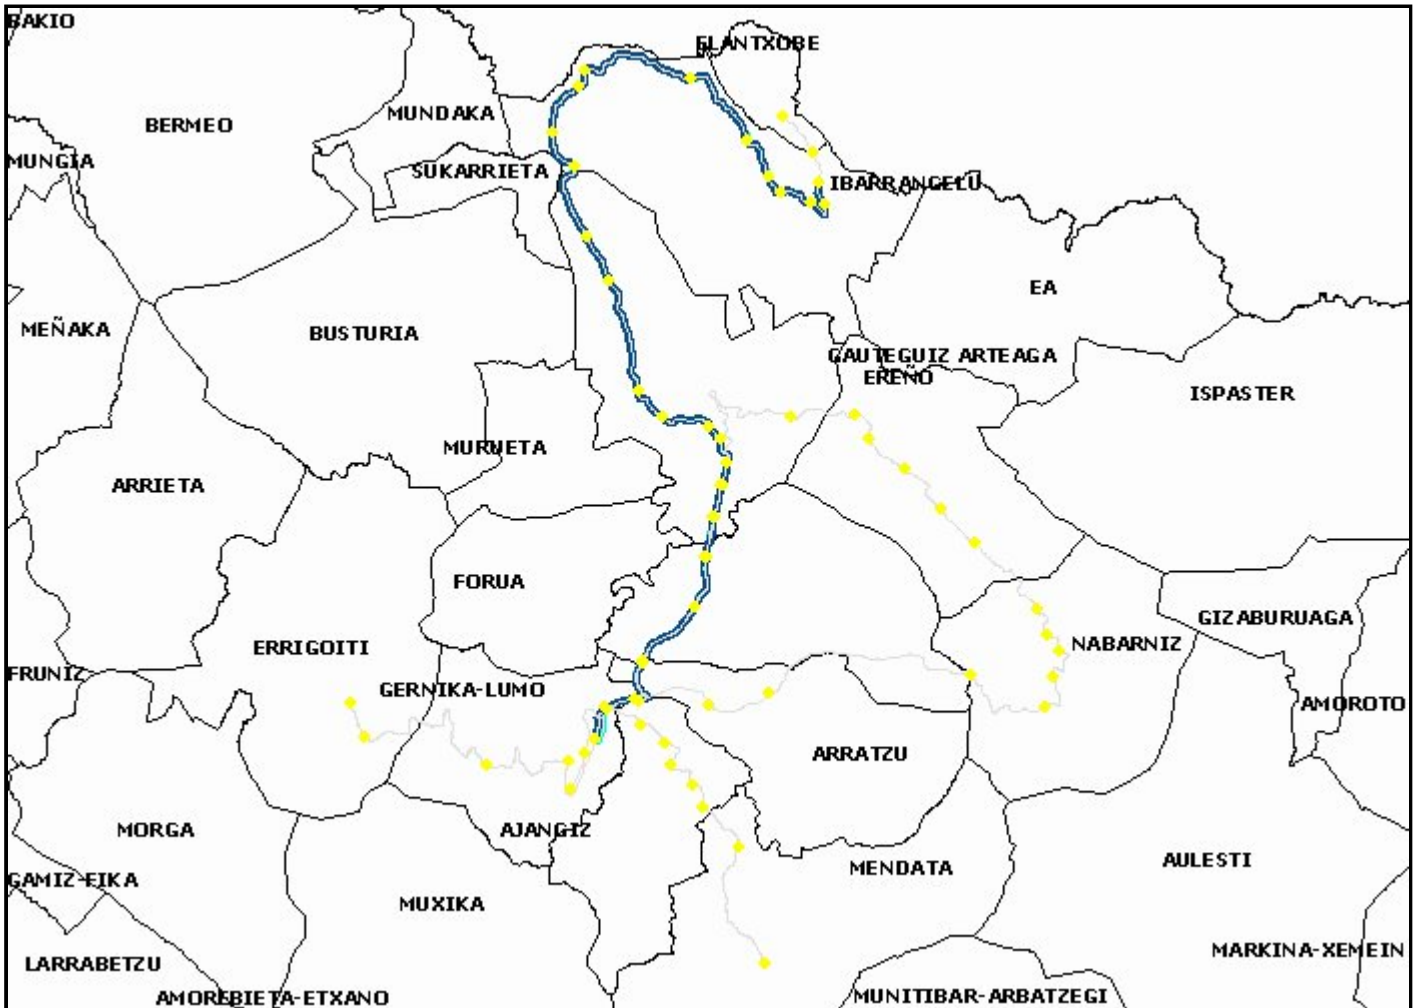 BAKIO
ELANTXOBE
MUNDAKA
BERMEO
MUNGIA
SUKARRIETA
IBARRANGELU
EA
MEÑAKA
BUSTURIA
GAUTEGUIZ ARTEAGA
EREÑO
ISPASTER
MURUETA
ARRIETA
FORUA
GIZABURUAGA
ERRIGOITI
NABARNIZ
FRUNIZ
GERNIKA-LUMO
AMOROTO
ARRATZU
MORGA
AJANGIZ
AULESTI
MENDATA
GAMIZ-FIKA
MUXIKA
MARKINA-XEMEIN
LARRABETZU
MUNITIBAR-ARBATZEGI
AMOREBIETA-ETXANO